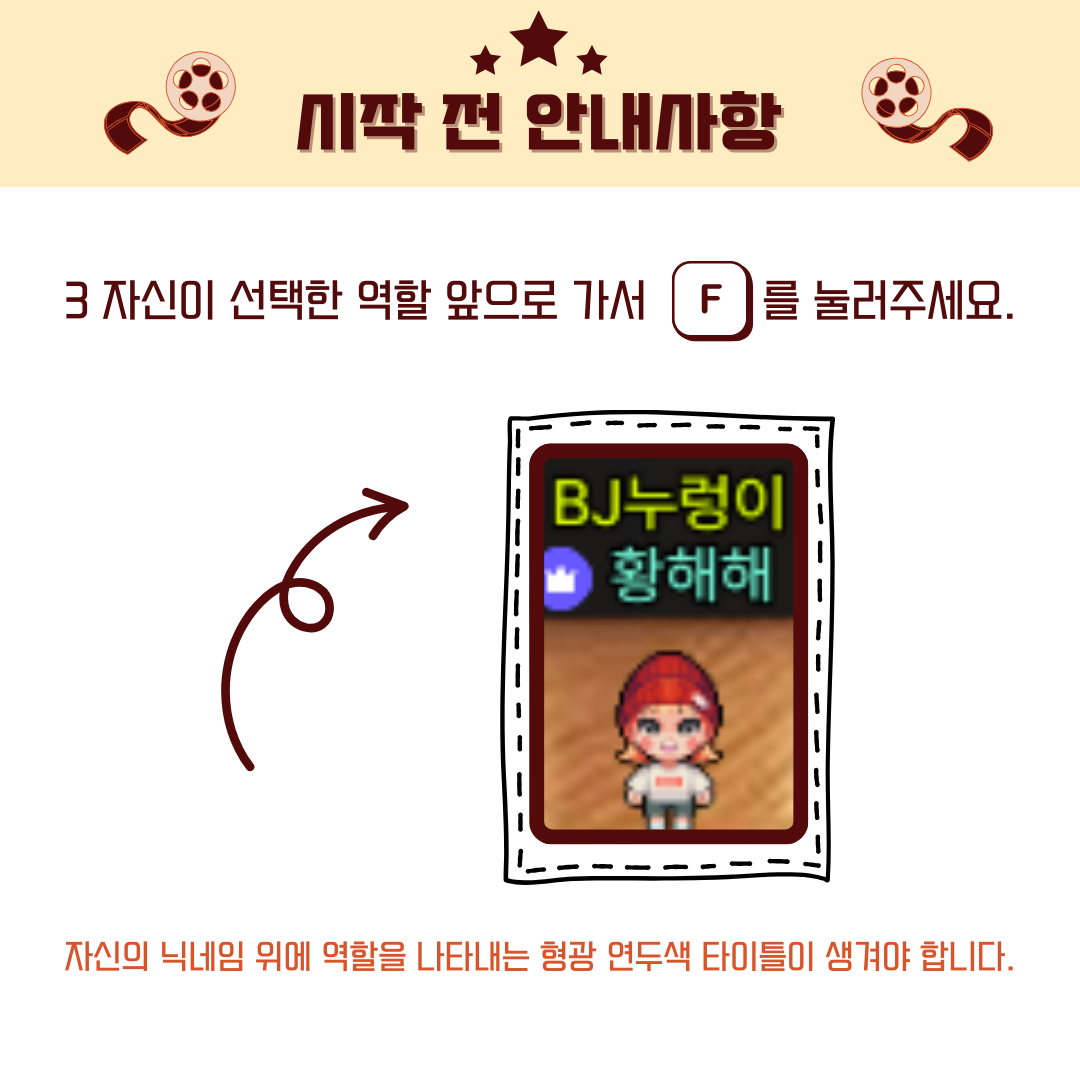 시작 전 안내사항
3 자신이 선택한 역할 앞으로 가서 F 를 눌러주세요.
BJ누렁이
황해해
자신의 닉네임 위에 역할을 나타내는 형광 연두색 타이틀이 생겨야 합니다.